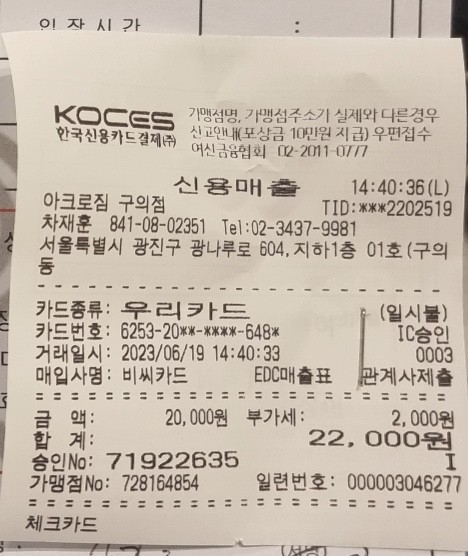 입 장 시 간 :
KOCES 가맹점명, 가맹점주소가 실제와 다른경우
한국신용카드결제(주) 신고안내(포상금 10만원 지급) 우편접수
여신금융협회 02-2011-0777
신용매출 14:40:36(L)
아크로짐 구의점 TID:***2202519
차재훈 841-08-02351 Tel:02-3437-9981
서울특별시 광진구 광나루로 604,지하1층 01호(구의
동
카드종류: 우리카드 (일시불)
카드번호: 6253-20**-****-648* IC승인
거래일시: 2023/06/19 14:40:33 0003
매입사명: 비씨카드 EDC매출표 관계사제출
금 액: 20,000원 부가세: 2,000원
합 계: 22,000원
승인No: 71922635 I
가맹점No: 728164854 일련번호: 000003046277
체크카드